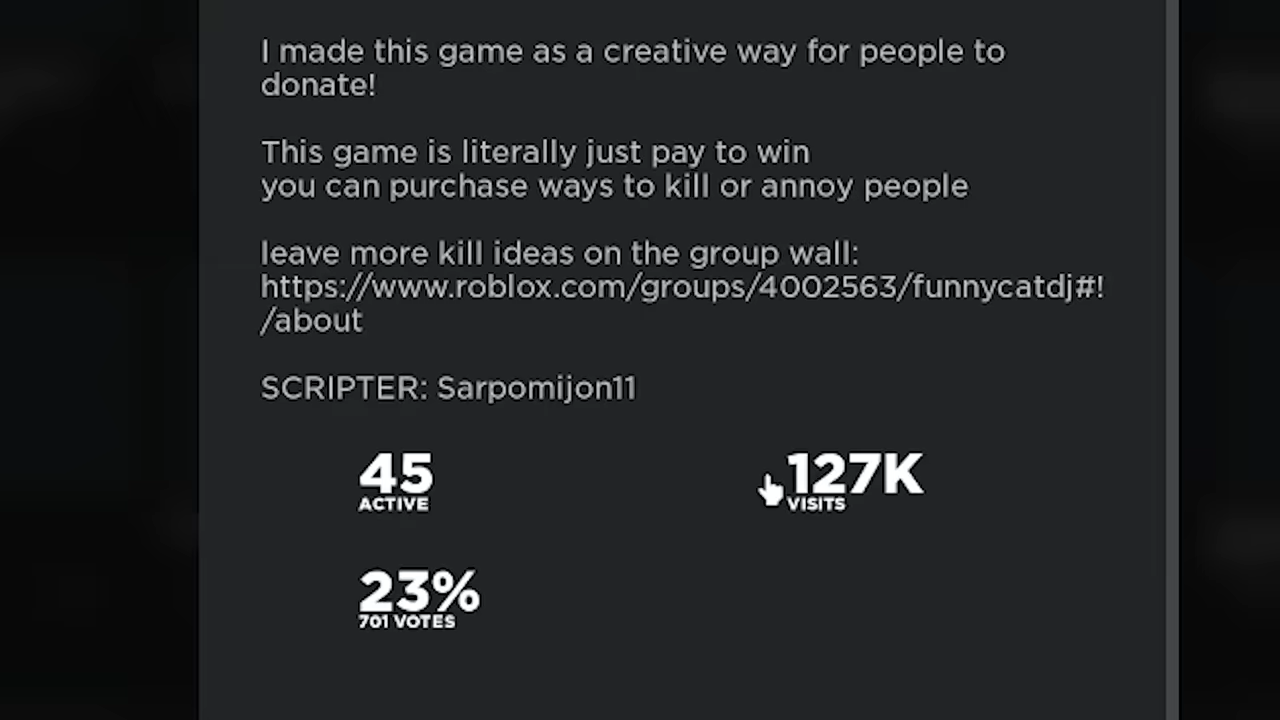 I made this game as a creative way for people to
donate!
This game is literally just pay to win
you can purchase ways to kill or annoy people
leave more kill ideas on the group wall:
https://www.roblox.com/groups/4002563/funnycatdj#!
/about
SCRIPTER: Sarpomijon11
45
ACTIVE
127K
VISITS
23%
701 VOTES